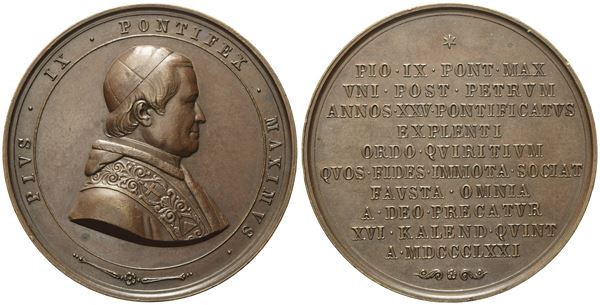 PIVS · IX · PONTIFEX · MAXIMVS ·
PIO · IX · PONT · MAX
VNI · POST · PETRVM
ANNOS · XXV · PONTIFICATVS
EXPLENTI
ORDO · QVIRITIVM
QVOS · FIDES · IMMOTA · SOCIAT
FAVSTA · OMNIA
A · DEO · PRECATVR
XVI · KALEND · QVINT
A · MDCCCLXXI